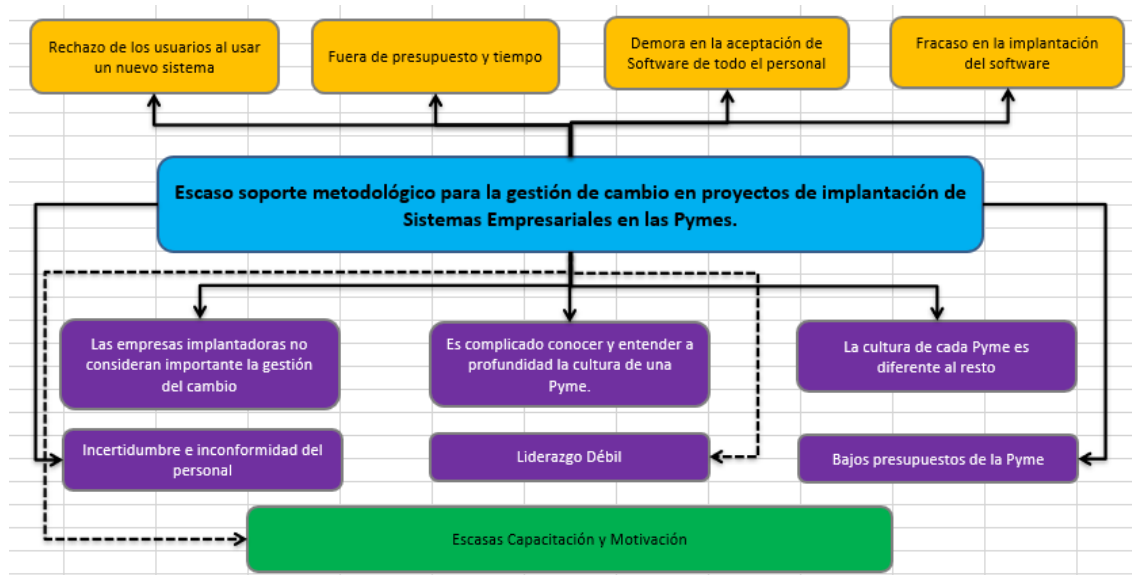 Rechazo de los usuarios al usar
un nuevo sistema
Fuera de presupuesto y tiempo
Demora en la aceptación de
Software de todo el personal
Fracaso en la implantación
del software
Escaso soporte metodológico para la gestión de cambio en proyectos de implantación de
Sistemas Empresariales en las Pymes.
Las empresas implantadoras no
consideran importante la gestión
del cambio
Es complicado conocer y entender a
profundidad la cultura de una
Pyme.
La cultura de cada Pyme es
diferente al resto
Incertidumbre e inconformidad del
personal
Liderazgo Débil
Bajos presupuestos de la Pyme
Escasas Capacitación y Motivación